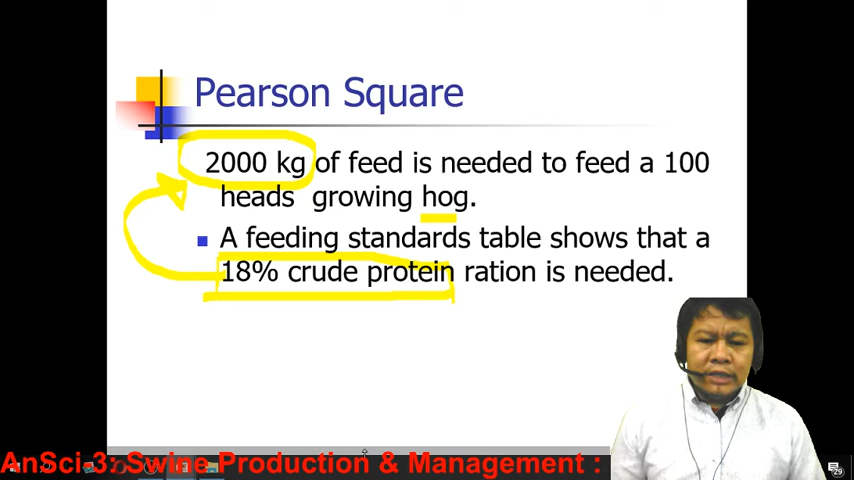 Pearson Square
2000 kg of feed is needed to feed a 100
heads growing hog.
A feeding standards table shows that a
18% crude protein ration is needed.
AnSci-3: Swine Production & Management :
29